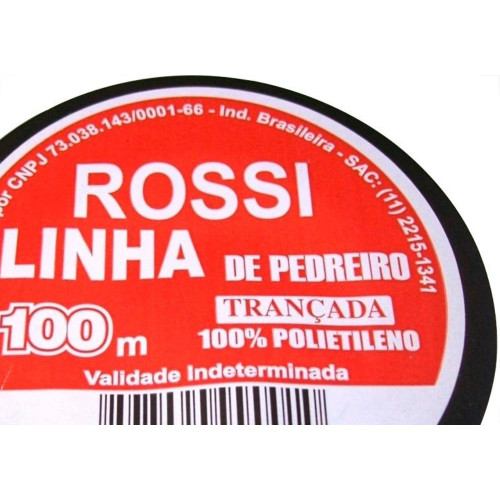 por CNPJ 73.038.143/0001-66 - Ind. Brasileira - SAC: (11) 2215-1341
ROSSI
LINHA DE PEDREIRO
TRANÇADA
100 m 100% POLIETILENO
Validade Indeterminada